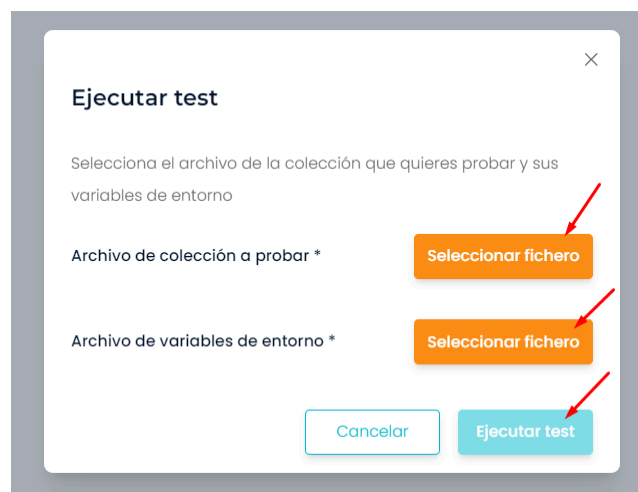 Ejecutar test
Selecciona el archivo de la colección que quieres probar y sus
variables de entorno
Archivo de colección a probar *
Seleccionar fichero
Archivo de variables de entorno *
Seleccionar fichero
Cancelar
Ejecutar test